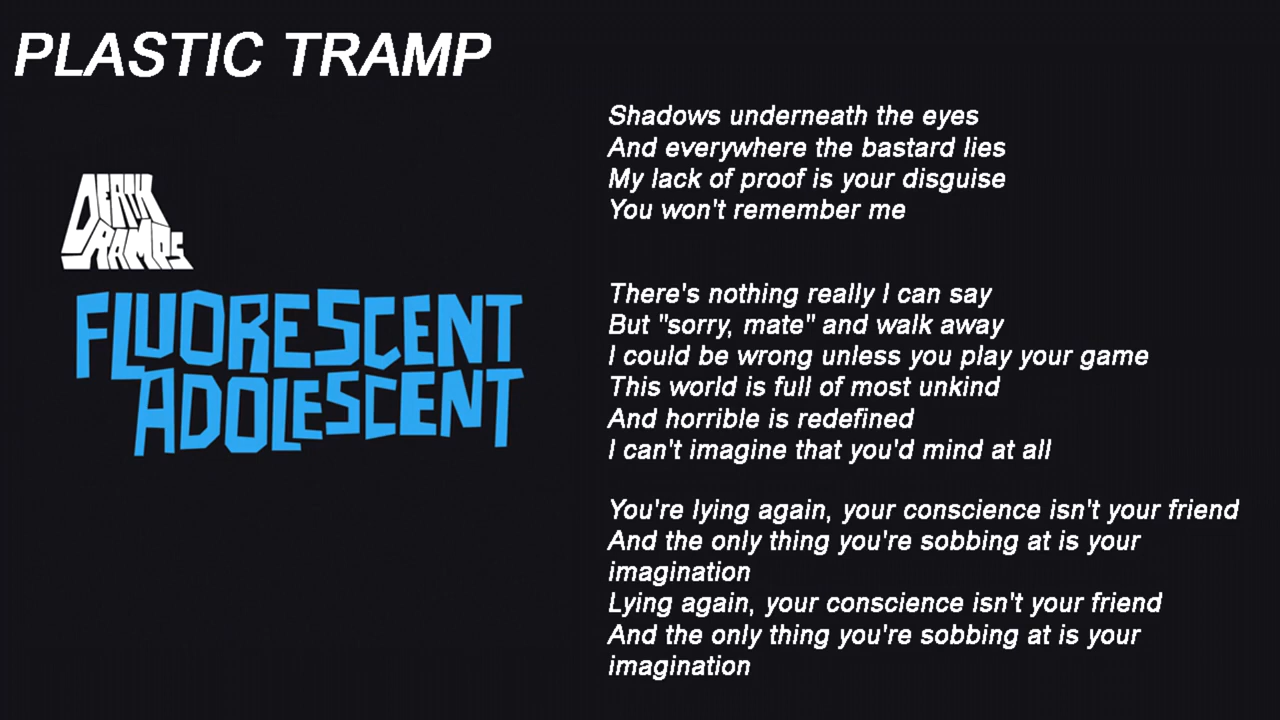 PLASTIC TRAMP
DEATH
RAMPS
FLUORESCENT
ADOLESCENT
Shadows underneath the eyes
And everywhere the bastard lies
My lack of proof is your disguise
You won't remember me
There's nothing really I can say
But "sorry, mate" and walk away
I could be wrong unless you play your game
This world is full of most unkind
And horrible is redefined
I can't imagine that you'd mind at all
You're lying again, your conscience isn't your friend
And the only thing you're sobbing at is your
imagination
Lying again, your conscience isn't your friend
And the only thing you're sobbing at is your
imagination